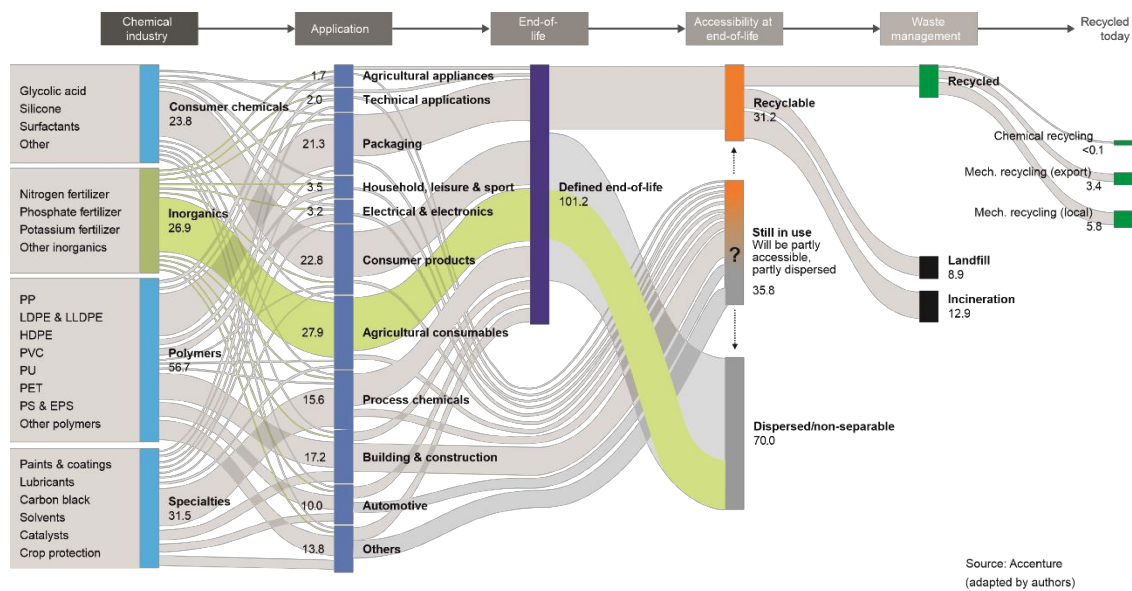 Chemical
industry
Application
End-of-
life
Accessibility at
end-of-life
Waste
management
Recycled
today
Glycolic acid
Silicone
Surfactants
Other
Consumer chemicals
23.8
Nitrogen fertilizer
Phosphate fertilizer
Potassium fertilizer
Other inorganics
Inorganics
26.9
PP
LDPE & LLDPE
HDPE
PVC
PU
PET
PS & EPS
Other polymers
Polymers
56.7
Paints & coatings
Lubricants
Carbon black
Solvents
Catalysts
Crop protection
Specialties
31.5
1.7 Agricultural appliances
2.0 Technical applications
21.3 Packaging
3.5 Household, leisure & sport
3.2 Electrical & electronics
22.8 Consumer products
27.9 Agricultural consumables
15.6 Process chemicals
17.2 Building & construction
10.0 Automotive
13.8 Others
Defined end-of-life
101.2
Recyclable
31.2
?
Still in use
Will be partly
accessible,
partly dispersed
35.8
Dispersed/non-separable
70.0
Recycled
Landfill
8.9
Incineration
12.9
Chemical recycling
<0.1
Mech. recycling (export)
3.4
Mech. recycling (local)
5.8
Source: Accenture
(adapted by authors)